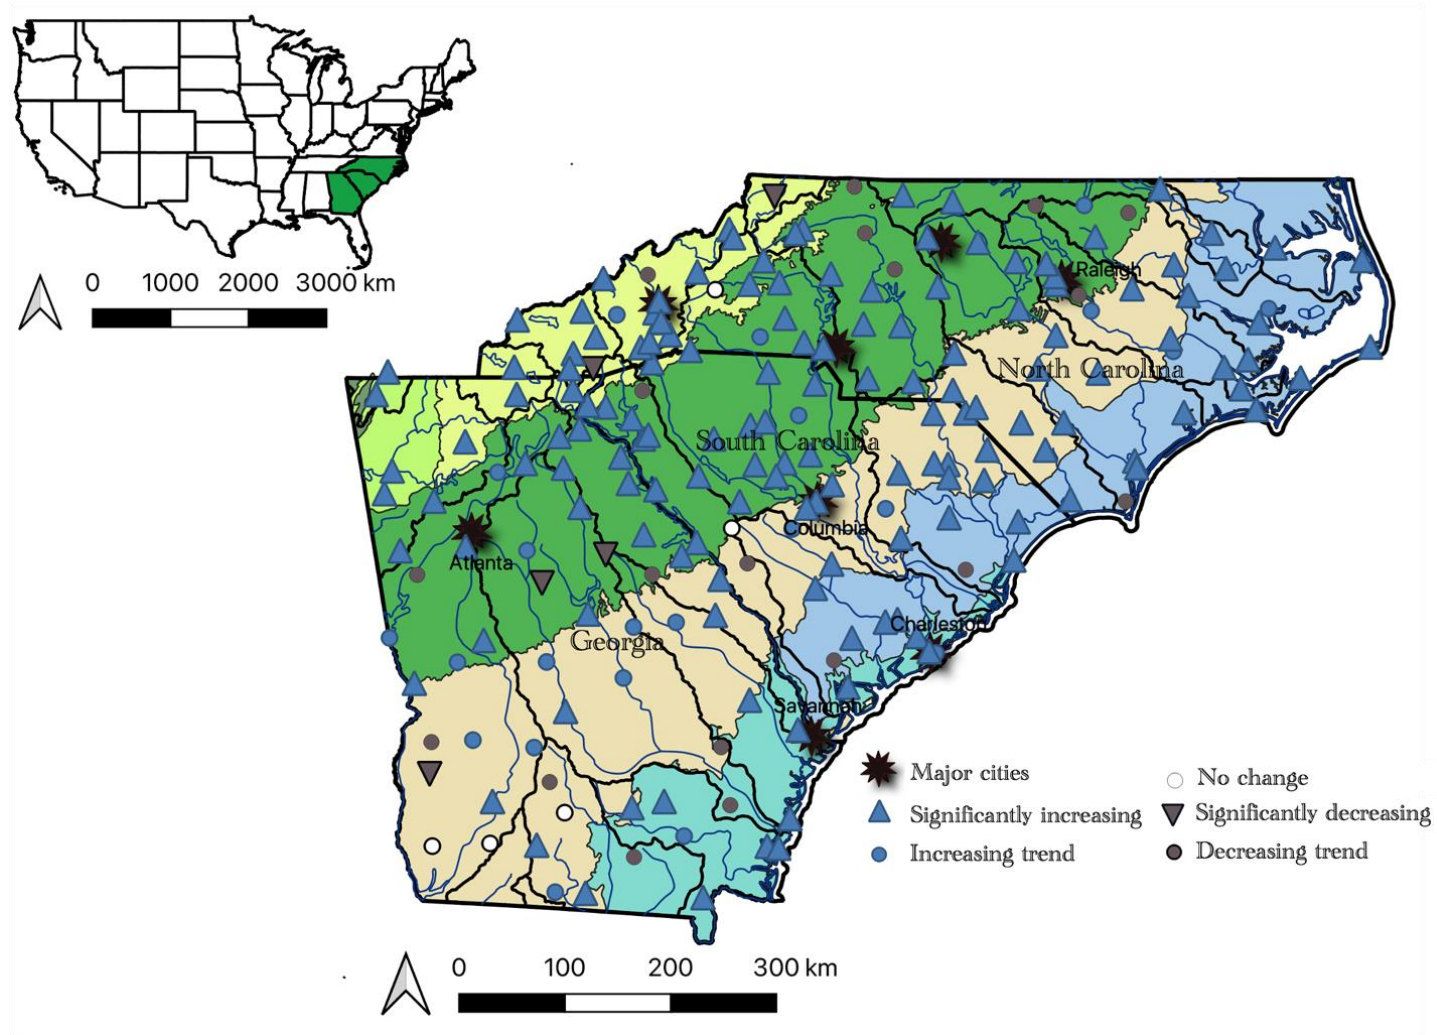 0 1000 2000 3000 km
Raleigh
North Carolina
South Carolina
Columbia
Atlanta
Charleston
Georgia
Savannah
Major cities
No change
Significantly increasing
Significantly decreasing
Increasing trend
Decreasing trend
0 100 200 300 km